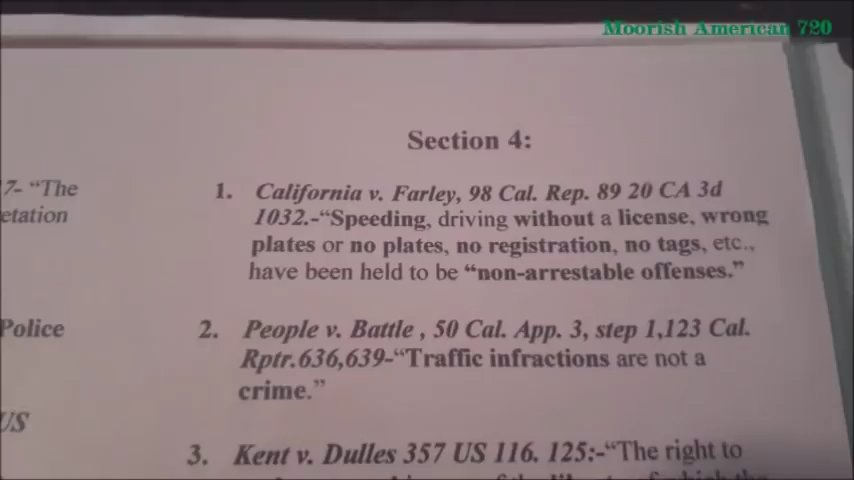 Moorish American 720
7- “The
etation
Police
US
Section 4:
1. California v. Farley, 98 Cal. Rep. 89 20 CA 3d
1032.-“Speeding, driving without a license, wrong
plates or no plates, no registration, no tags, etc.,
have been held to be “non-arrestable offenses.”
2. People v. Battle , 50 Cal. App. 3, step 1,123 Cal.
Rptr.636,639-“Traffic infractions are not a
crime.”
3. Kent v. Dulles 357 US 116. 125:-“The right to